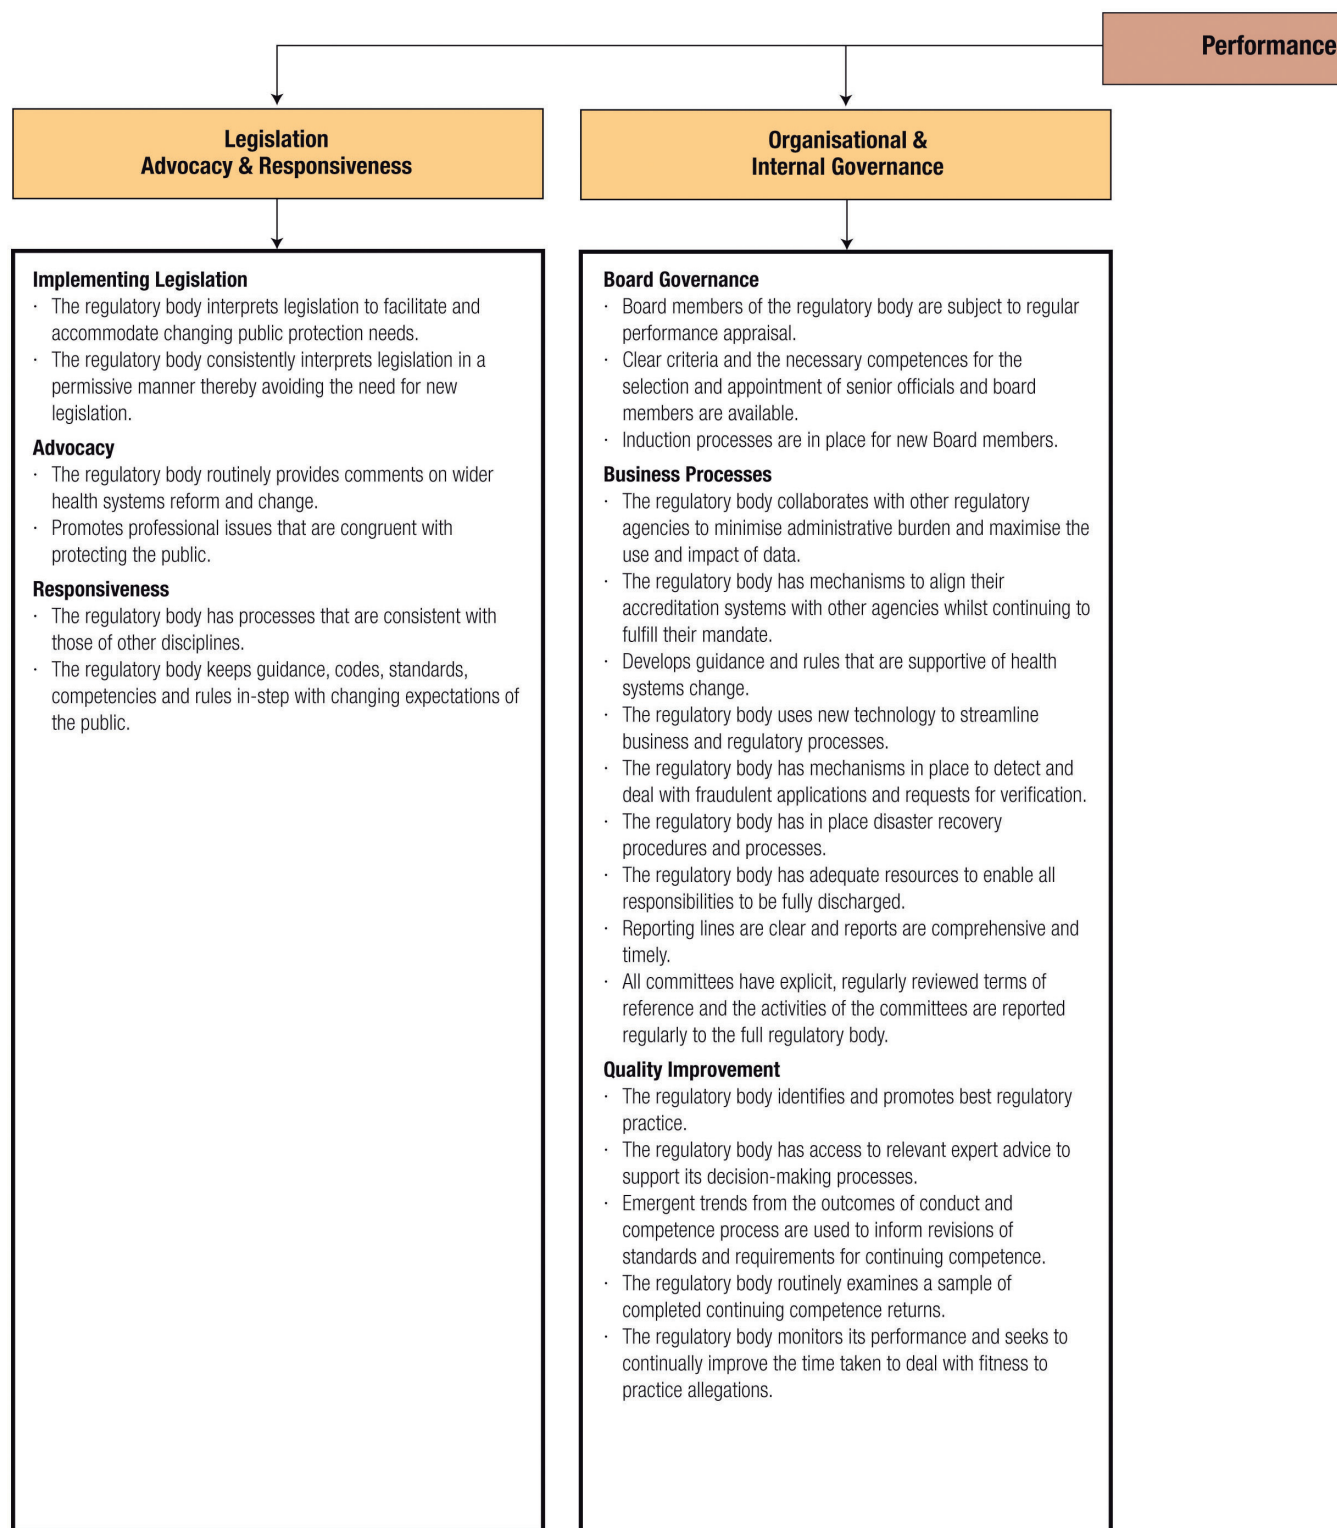 Performance
Legislation
Advocacy & Responsiveness
Implementing Legislation
· The regulatory body interprets legislation to facilitate and
accommodate changing public protection needs.
· The regulatory body consistently interprets legislation in a
permissive manner thereby avoiding the need for new
legislation.
Advocacy
· The regulatory body routinely provides comments on wider
health systems reform and change.
· Promotes professional issues that are congruent with
protecting the public.
Responsiveness
· The regulatory body has processes that are consistent with
those of other disciplines.
· The regulatory body keeps guidance, codes, standards,
competencies and rules in-step with changing expectations of
the public.
Organisational &
Internal Governance
Board Governance
· Board members of the regulatory body are subject to regular
performance appraisal.
· Clear criteria and the necessary competences for the
selection and appointment of senior officials and board
members are available.
· Induction processes are in place for new Board members.
Business Processes
· The regulatory body collaborates with other regulatory
agencies to minimise administrative burden and maximise the
use and impact of data.
· The regulatory body has mechanisms to align their
accreditation systems with other agencies whilst continuing to
fulfill their mandate.
· Develops guidance and rules that are supportive of health
systems change.
· The regulatory body uses new technology to streamline
business and regulatory processes.
· The regulatory body has mechanisms in place to detect and
deal with fraudulent applications and requests for verification.
· The regulatory body has in place disaster recovery
procedures and processes.
· The regulatory body has adequate resources to enable all
responsibilities to be fully discharged.
· Reporting lines are clear and reports are comprehensive and
timely.
· All committees have explicit, regularly reviewed terms of
reference and the activities of the committees are reported
regularly to the full regulatory body.
Quality Improvement
· The regulatory body identifies and promotes best regulatory
practice.
· The regulatory body has access to relevant expert advice to
support its decision-making processes.
· Emergent trends from the outcomes of conduct and
competence process are used to inform revisions of
standards and requirements for continuing competence.
· The regulatory body routinely examines a sample of
completed continuing competence returns.
· The regulatory body monitors its performance and seeks to
continually improve the time taken to deal with fitness to
practice allegations.